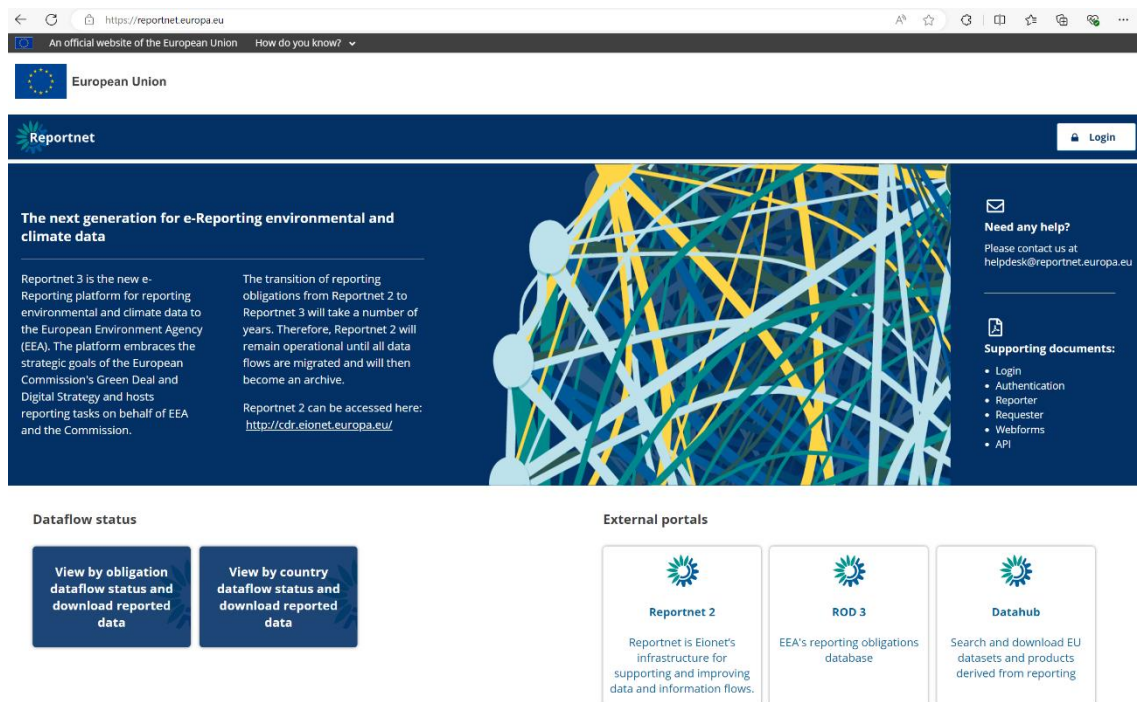 https://reportnet.europa.eu
An official website of the European Union How do you know?
European Union
Reportnet
Login
The next generation for e-Reporting environmental and
climate data
Reportnet 3 is the new e-
Reporting platform for reporting
environmental and climate data to
the European Environment Agency
(EEA). The platform embraces the
strategic goals of the European
Commission's Green Deal and
Digital Strategy and hosts
reporting tasks on behalf of EEA
and the Commission.
The transition of reporting
obligations from Reportnet 2 to
Reportnet 3 will take a number of
years. Therefore, Reportnet 2 will
remain operational until all data
flows are migrated and will then
become an archive.
Reportnet 2 can be accessed here:
http://cdr.eionet.europa.eu/
Need any help?
Please contact us at
helpdesk@reportnet.europa.eu
Supporting documents:
• Login
• Authentication
• Reporter
• Requester
• Webforms
• API
Dataflow status
View by obligation
dataflow status and
download reported
data
View by country
dataflow status and
download reported
data
External portals
Reportnet 2
Reportnet is Eionet's
infrastructure for
supporting and improving
data and information flows.
ROD 3
EEA's reporting obligations
database
Datahub
Search and download EU
datasets and products
derived from reporting